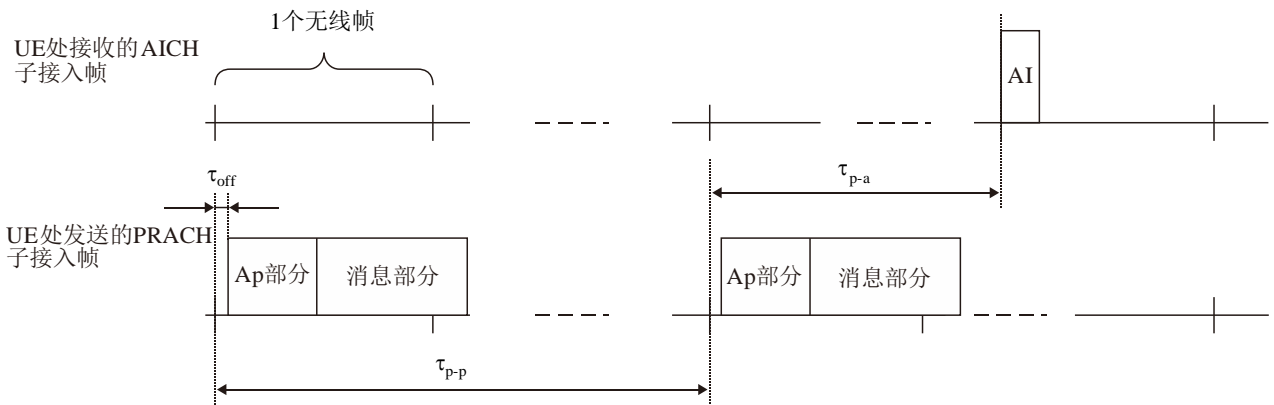 1个无线帧
UE处接收的AICH
子接入帧
AI
τp-a
τoff
UE处发送的PRACH
子接入帧
Ap部分
消息部分
Ap部分
消息部分
τp-p